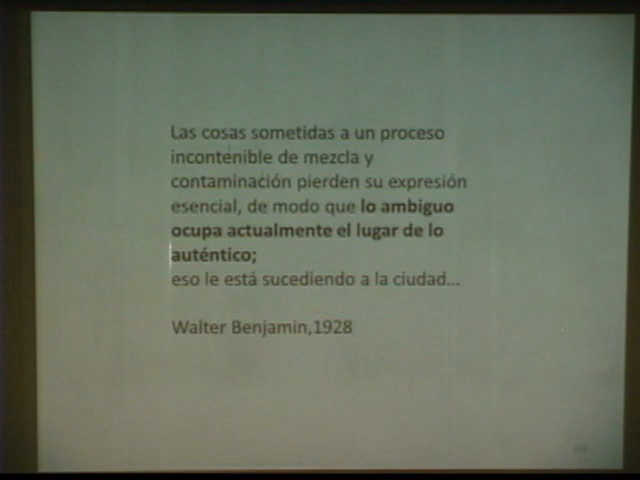 Las cosas sometidas a un proceso
incontenible de mezcla y
contaminación pierden su expresión
esencial, de modo que lo ambiguo
ocupa actualmente el lugar de lo
auténtico;
eso le está sucediendo a la ciudad...
Walter Benjamin,1928